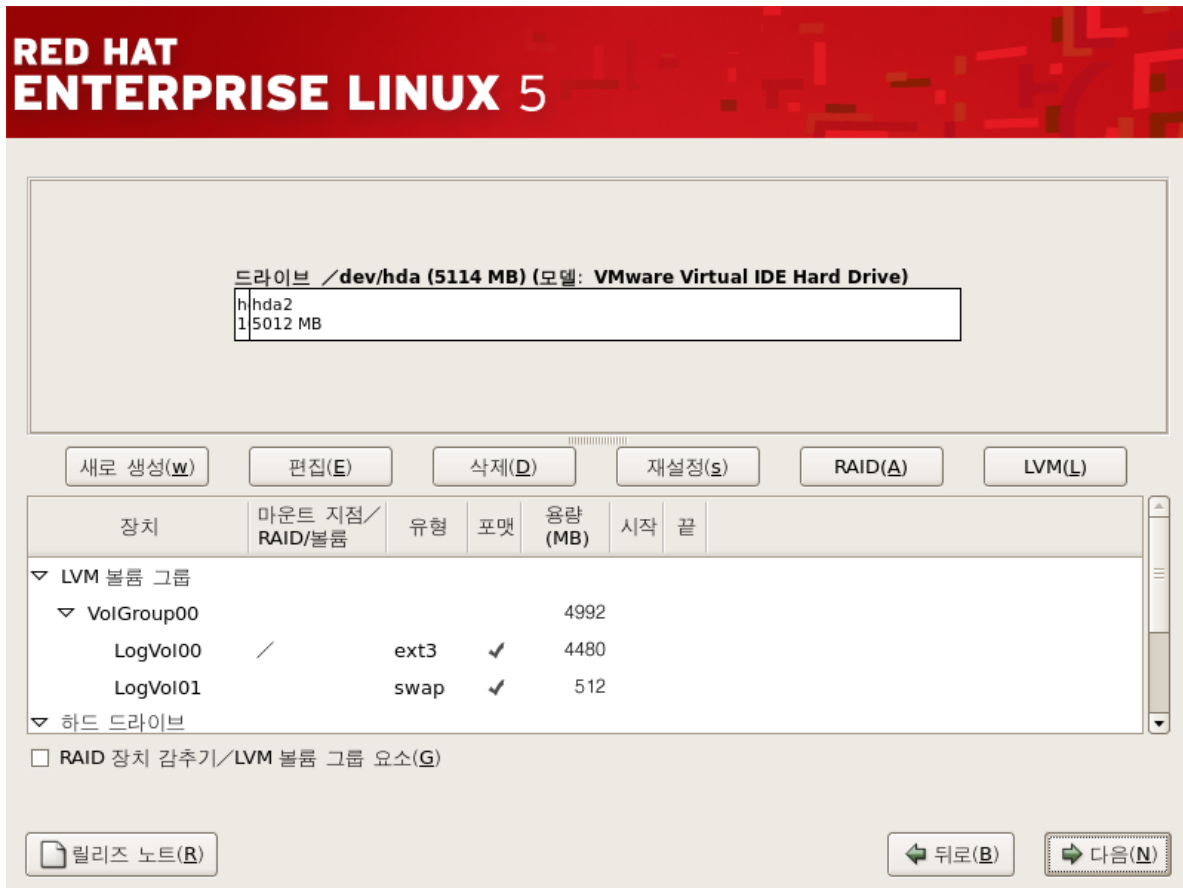 RED HAT
ENTERPRISE LINUX 5
드라이브 /dev/hda (5114 MB) (모델: VMware Virtual IDE Hard Drive)
hda2
5012 MB
새로 생성(w) 편집(E) 삭제(D) 재설정(s) RAID(A) LVM(L)
장치 마운트 지점/ RAID/볼륨 유형 포맷 용량 (MB) 시작 끝
LVM 볼륨 그룹
VolGroup00 4992
LogVol00 / ext3 4480
LogVol01 swap 512
하드 드라이브
RAID 장치 감추기/LVM 볼륨 그룹 요소(G)
릴리즈 노트(R) 뒤로(B) 다음(N)